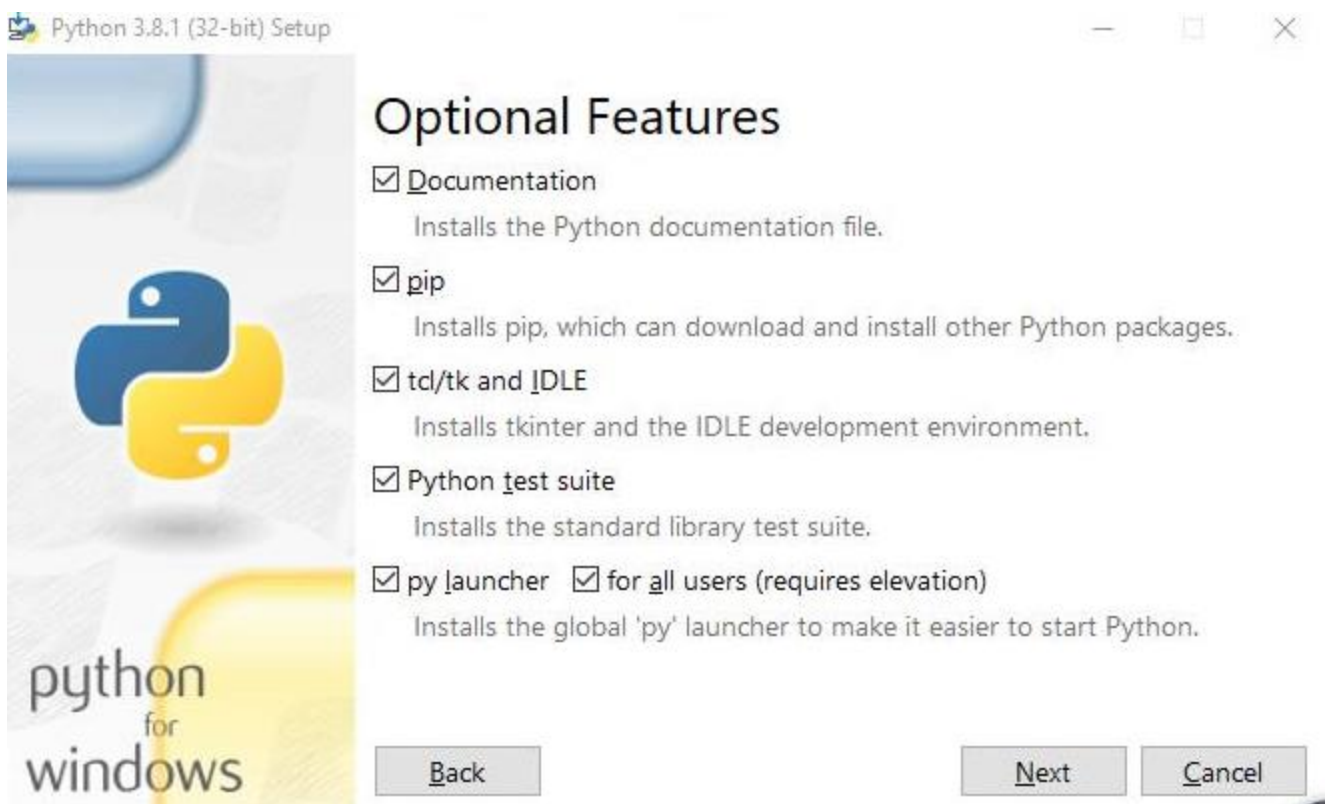 Python 3.8.1 (32-bit) Setup
Optional Features
Documentation
Installs the Python documentation file.
pip
Installs pip, which can download and install other Python packages.
tcl/tk and IDLE
Installs tkinter and the IDLE development environment.
Python test suite
Installs the standard library test suite.
py launcher for all users (requires elevation)
Installs the global 'py' launcher to make it easier to start Python.
python
for
windows
Back Next Cancel